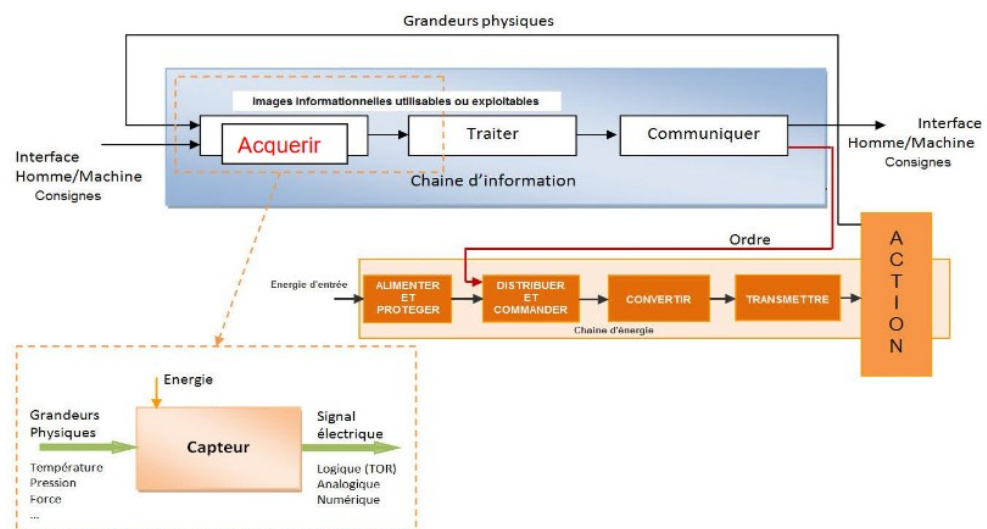 Grandeurs physiques
Images informationnelles utilisables ou exploitables
Acquerir
Traiter
Communiquer
Interface
Homme/Machine
Consignes
Interface
Homme/Machine
Consignes
Chaine d'information
Ordre
ACTION
Energie d'entrée
ALIMENTER
ET
PROTEGER
DISTRIBUER
ET
COMMANDER
CONVERTIR
TRANSMETTRE
Chaine d'énergie
Energie
Grandeurs
Physiques
Capteur
Signal
électrique
Température
Pression
Force
...
Logique (TOR)
Analogique
Numérique